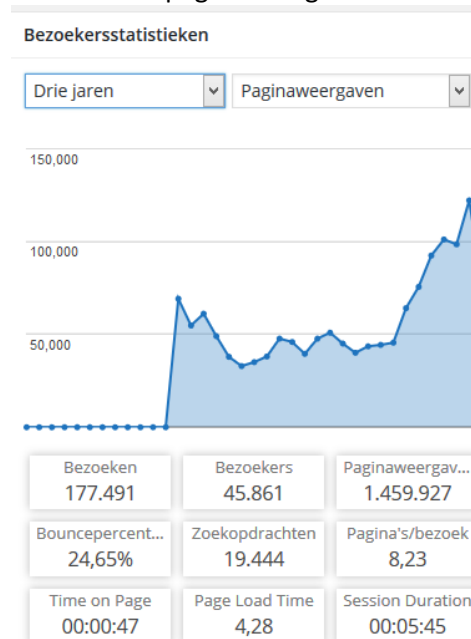 Bezoekersstatistieken
Drie jaren Paginaweergaven
150,000
100,000
50,000
Bezoeken Bezoekers Paginaweergav...
177.491 45.861 1.459.927
Bouncepercent... Zoekopdrachten Pagina's/bezoek
24,65% 19.444 8,23
Time on Page Page Load Time Session Duration
00:00:47 4,28 00:05:45